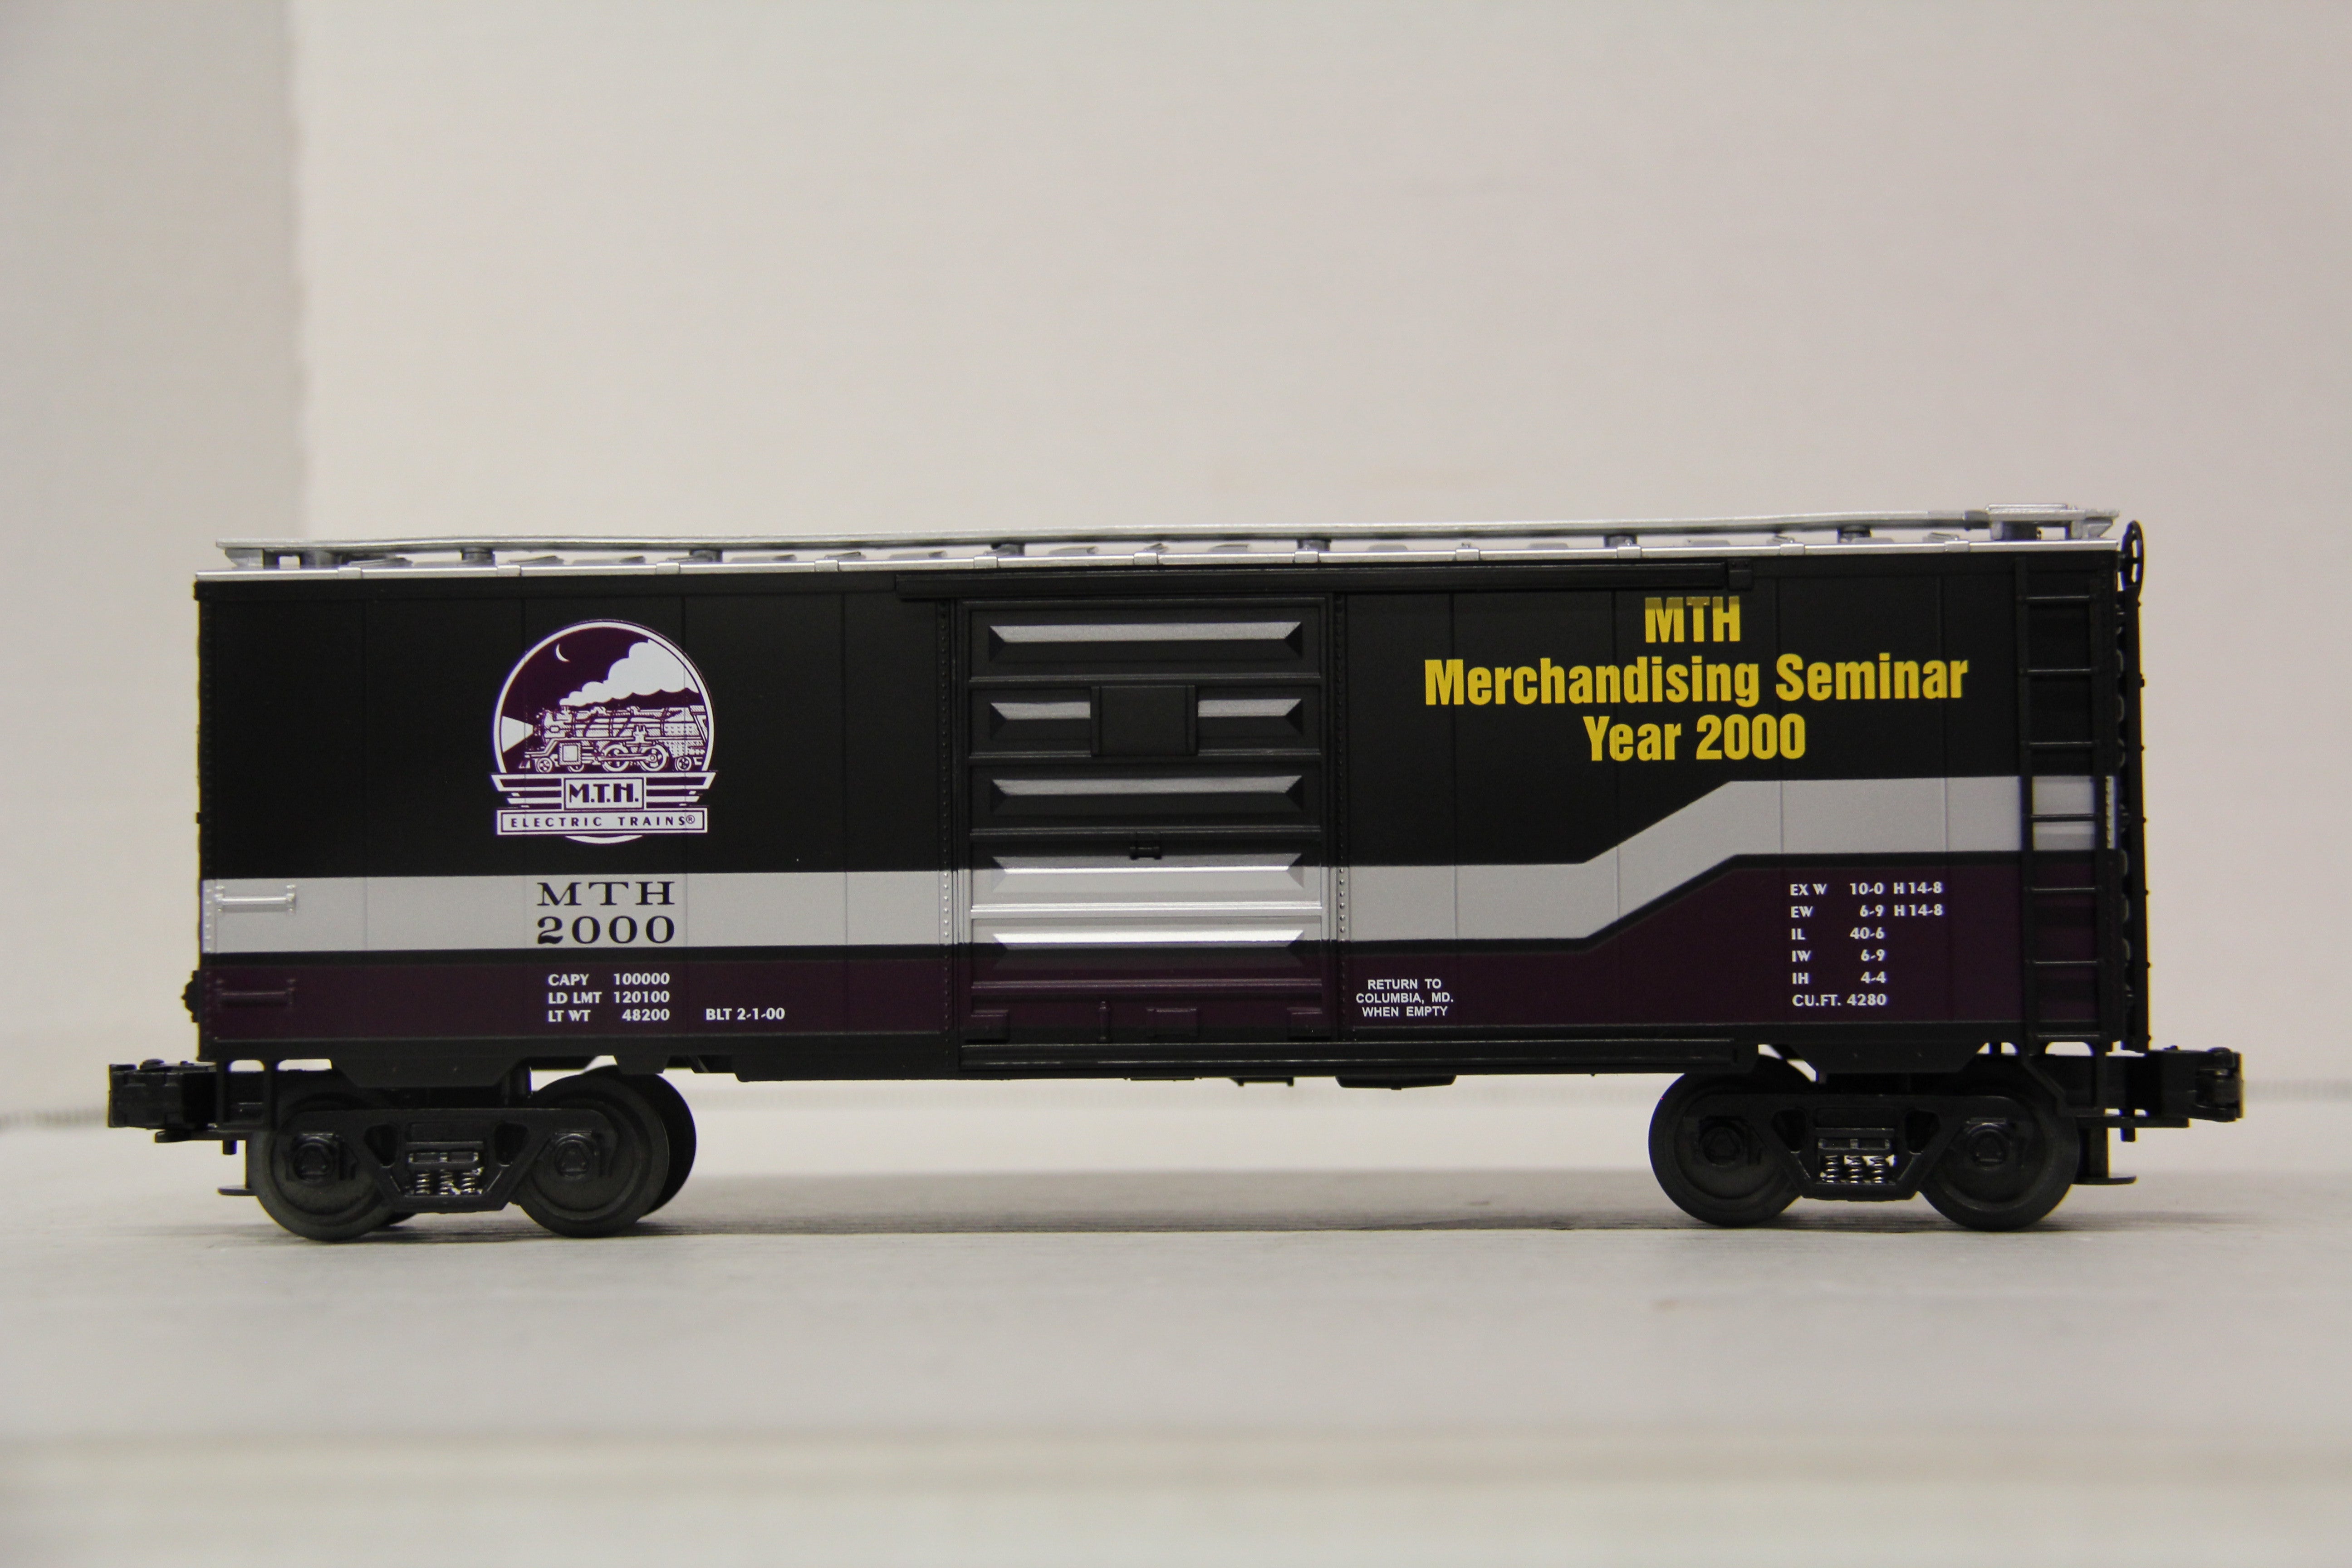 M.T.H.
ELECTRIC TRAINS®
MTH
2000
CAPY 100000
LD LMT 120100
LT WT 48200
BLT 2-1-00
MTH
Merchandising Seminar
Year 2000
RETURN TO
COLUMBIA, MD.
WHEN EMPTY
EX W 10-0 H 14-8
EW 6-9 H 14-8
IL 40-6
IW 6-9
IH 4-4
CU.FT. 4280